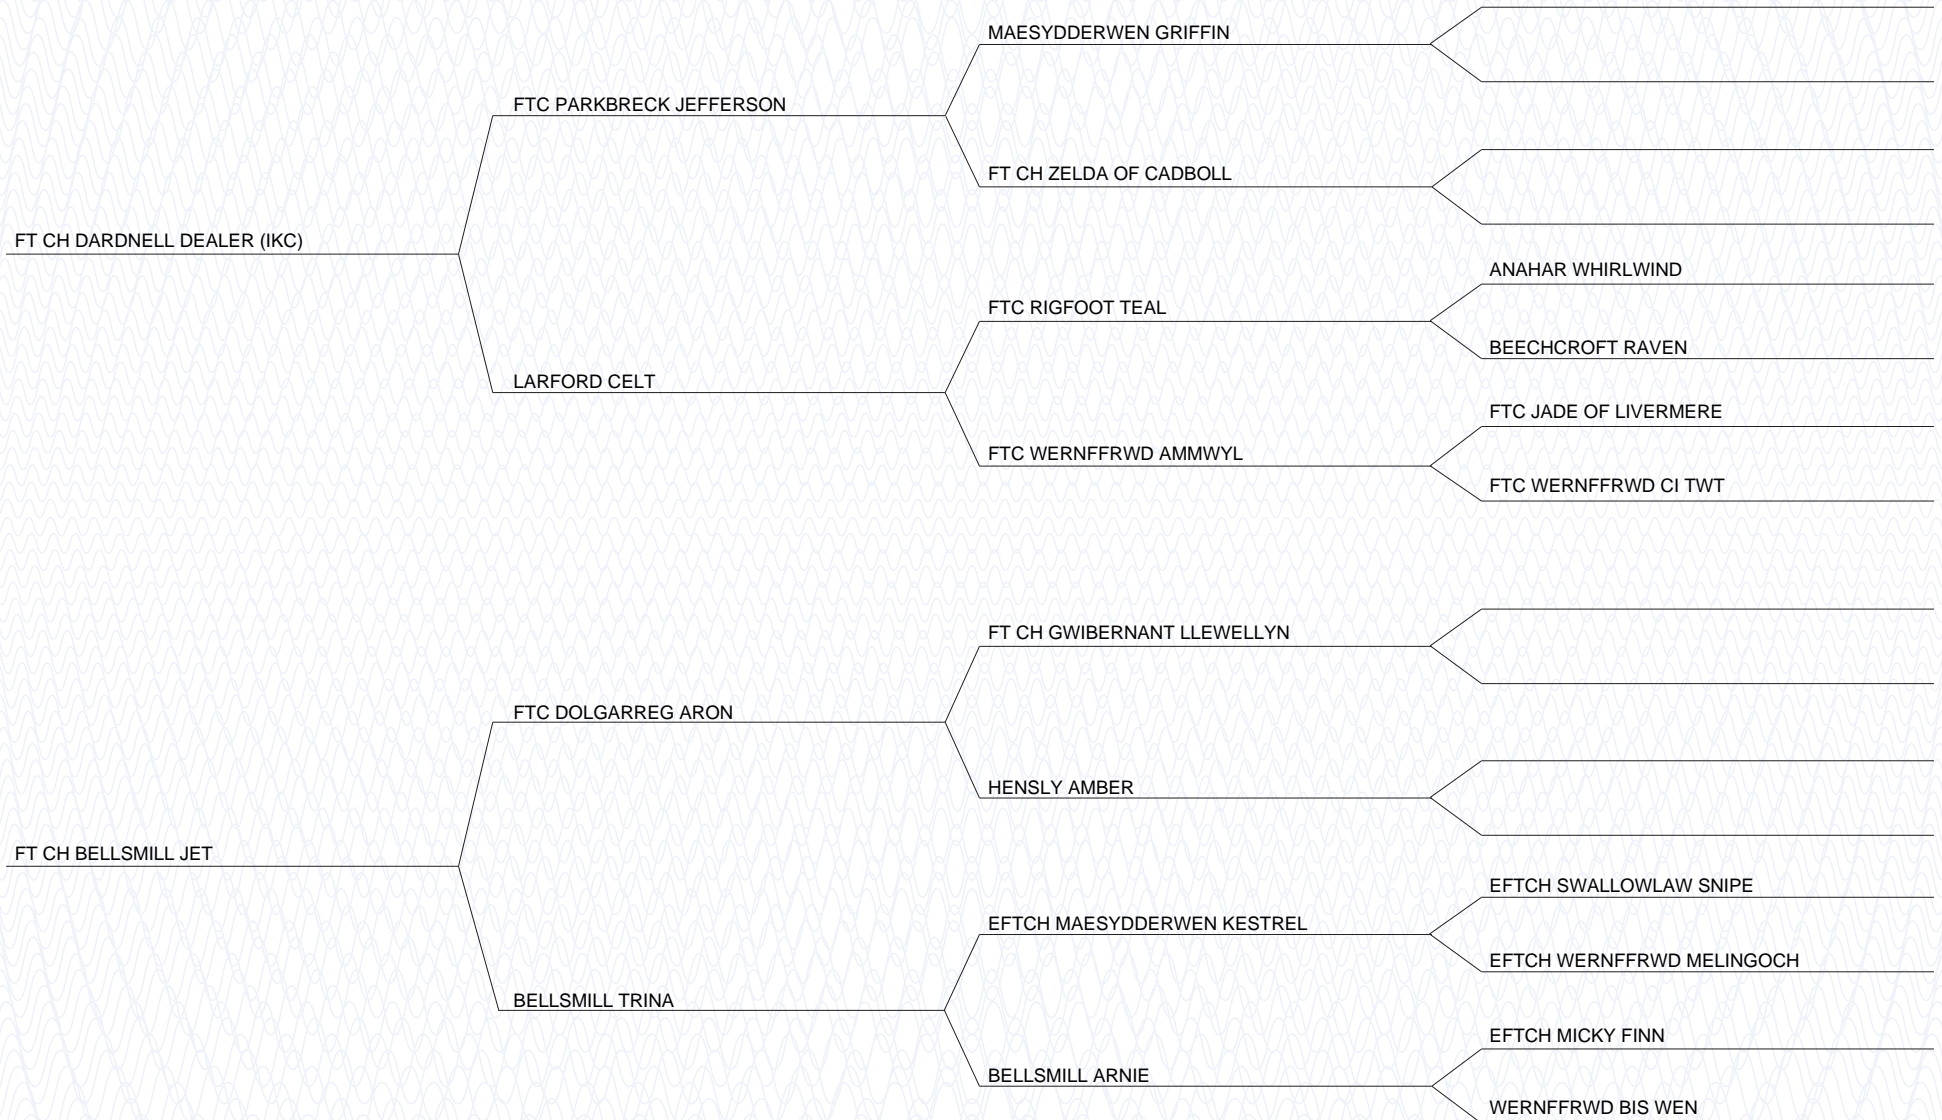 MAESYDDERWEN GRIFFIN
FTC PARKBRECK JEFFERSON
FT CH ZELDA OF CADBOLL
FT CH DARDNELL DEALER (IKC)
ANAHAR WHIRLWIND
FTC RIGFOOT TEAL
BEECHCROFT RAVEN
LARFORD CELT
FTC JADE OF LIVERMERE
FTC WERNFFRWD AMMWYL
FTC WERNFFRWD CI TWT
FT CH GWIBERNANT LLEWELLYN
FTC DOLGARREG ARON
HENSLY AMBER
FT CH BELLSMILL JET
EFTCH SWALLOWLAW SNIPE
EFTCH MAESYDDERWEN KESTREL
EFTCH WERNFFRWD MELINGOCH
BELLSMILL TRINA
EFTCH MICKY FINN
BELLSMILL ARNIE
WERNFFRWD BIS WEN